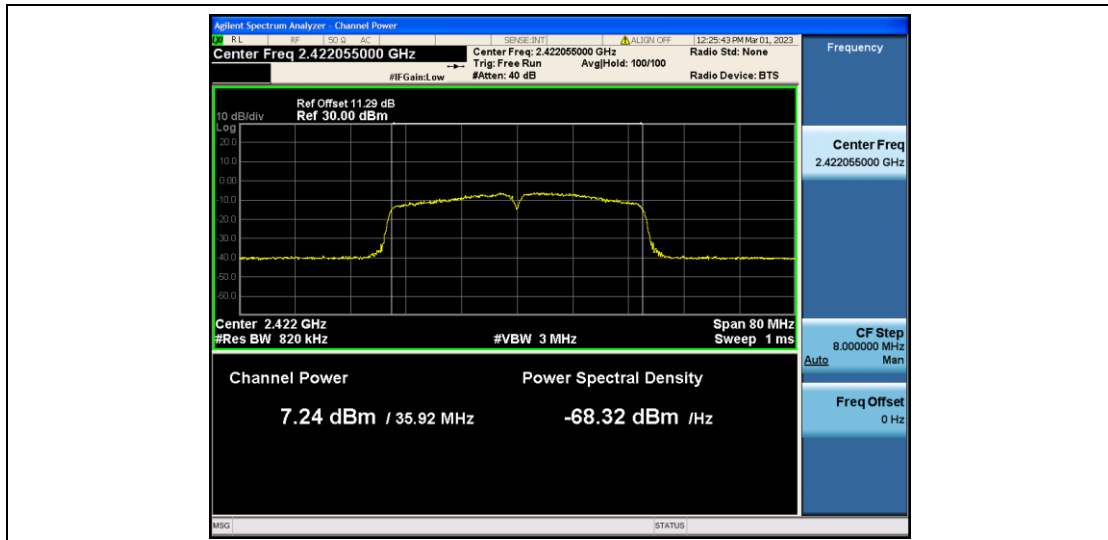 Agilent Spectrum Analyzer - Channel Power
RL RF 50 Ω AC SENSE:INT ALIGN OFF 12:25:43 PM Mar 01, 2023
Center Freq 2.422055000 GHz
Center Freq: 2.422055000 GHz
Radio Std: None
Trig: Free Run Avg|Hold: 100/100
#IFGain:Low #Atten: 40 dB Radio Device: BTS
Frequency
Ref Offset 11.29 dB
10 dB/div Ref 30.00 dBm
Log
20.0
10.0
0.00
-10.0
-20.0
-30.0
-40.0
-50.0
-60.0
Center 2.422 GHz Span 80 MHz
#Res BW 820 kHz #VBW 3 MHz Sweep 1 ms
Channel Power Power Spectral Density
7.24 dBm / 35.92 MHz -68.32 dBm /Hz
Center Freq
2.422055000 GHz
CF Step
8.000000 MHz
Auto Man
Freq Offset
0 Hz
MSG STATUS